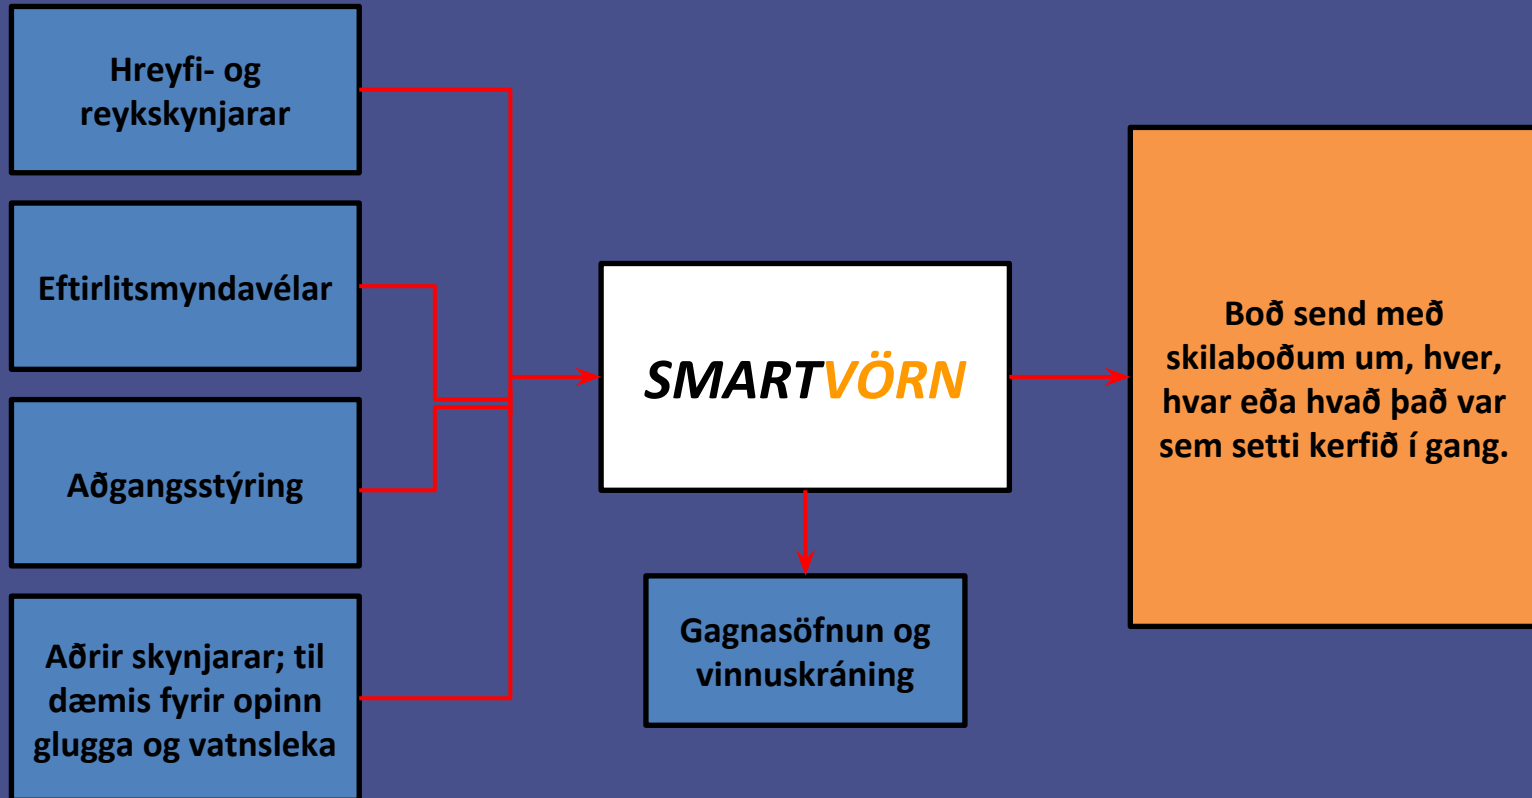 Hreyfi- og
reykskynjarar
Eftirlitsmyndavélar
Aðgangsstýring
Aðrir skynjarar; til
dæmis fyrir opinn
glugga og vatnsleka
SMARTVÖRN
Gagnasöfnun og
vinnuskráning
Boð send með
skilaboðum um, hver,
hvar eða hvað það var
sem setti kerfið í gang.